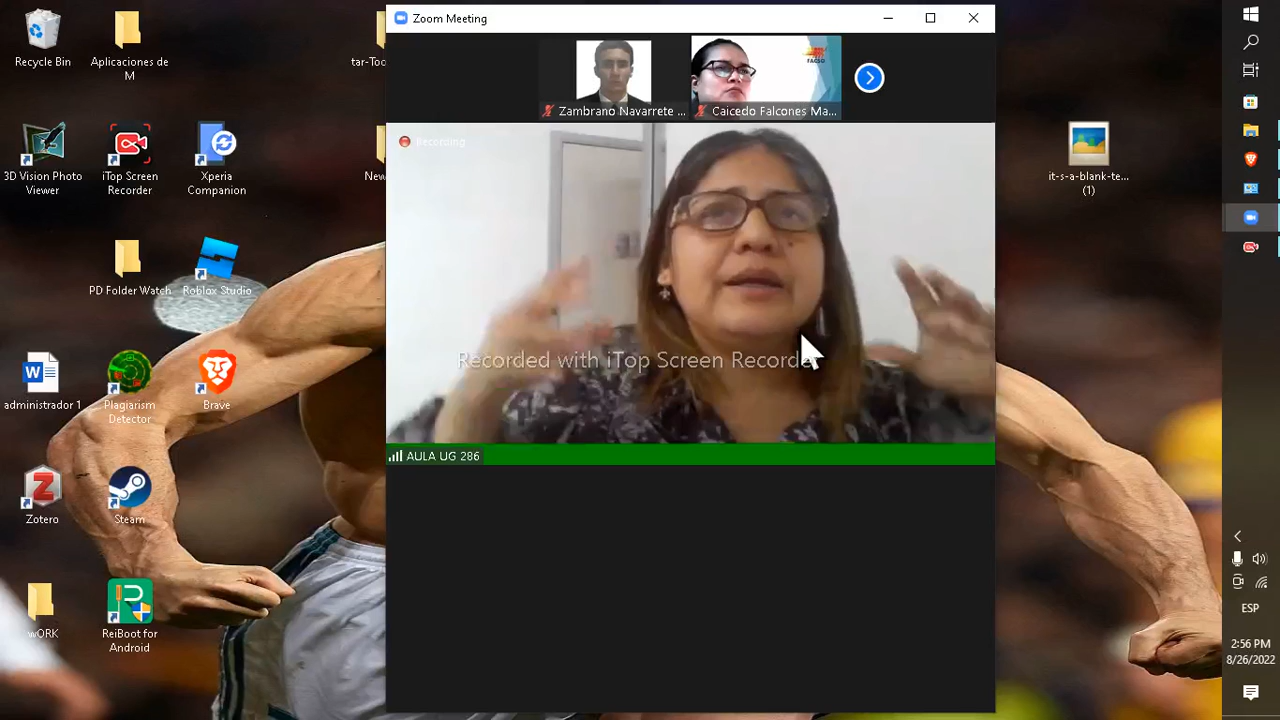 Recycle Bin
Aplicaciones de
M
tar-Too
3D Vision Photo
Viewer
iTop Screen
Recorder
Xperia
Companion
New
PD Folder Watch
Roblox Studio
administrador 1
Plagiarism
Detector
Brave
Zotero
Steam
wORK
ReiBoot for
Android
Zoom Meeting
Zambrano Navarrete ...
FACSO
Caicedo Falcones Ma...
Recording
Recorded with iTop Screen Recorder
AULA UG 286
it-s-a-blank-te...
(1)
ESP
2:56 PM
8/26/2022